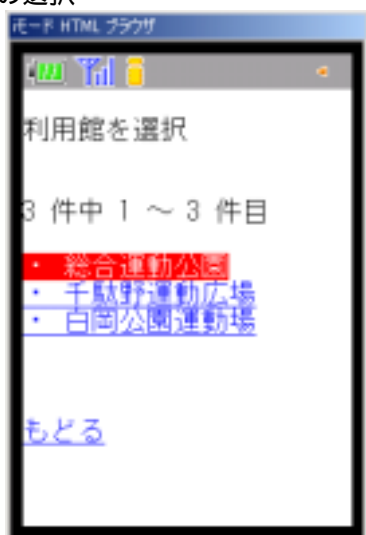 の選択
iモード HTML ブラウザ
利用館を選択
3 件中 1 ～ 3 件目
・ 総合運動公園
・ 千駄野運動広場
・ 白岡公園運動場
もどる